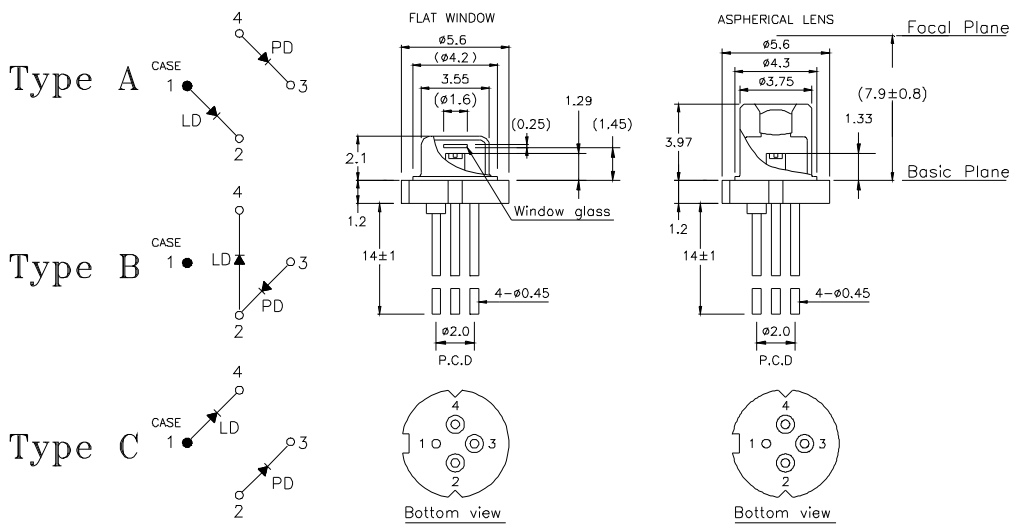 Type A
CASE
1
LD
2
4
PD
3
Type B
CASE
1
4
LD
3
PD
2
Type C
CASE
1
4
LD
3
PD
2
FLAT WINDOW
ø5.6
(ø4.2)
3.55
(ø1.6)
1.29
(0.25)
(1.45)
2.1
1.2
Window glass
14±1
4-ø0.45
ø2.0
P.C.D
4
1
3
2
Bottom view
ASPHERICAL LENS
Focal Plane
ø5.6
ø4.3
ø3.75
(7.9±0.8)
1.33
3.97
Basic Plane
1.2
14±1
4-ø0.45
ø2.0
P.C.D
4
1
3
2
Bottom view